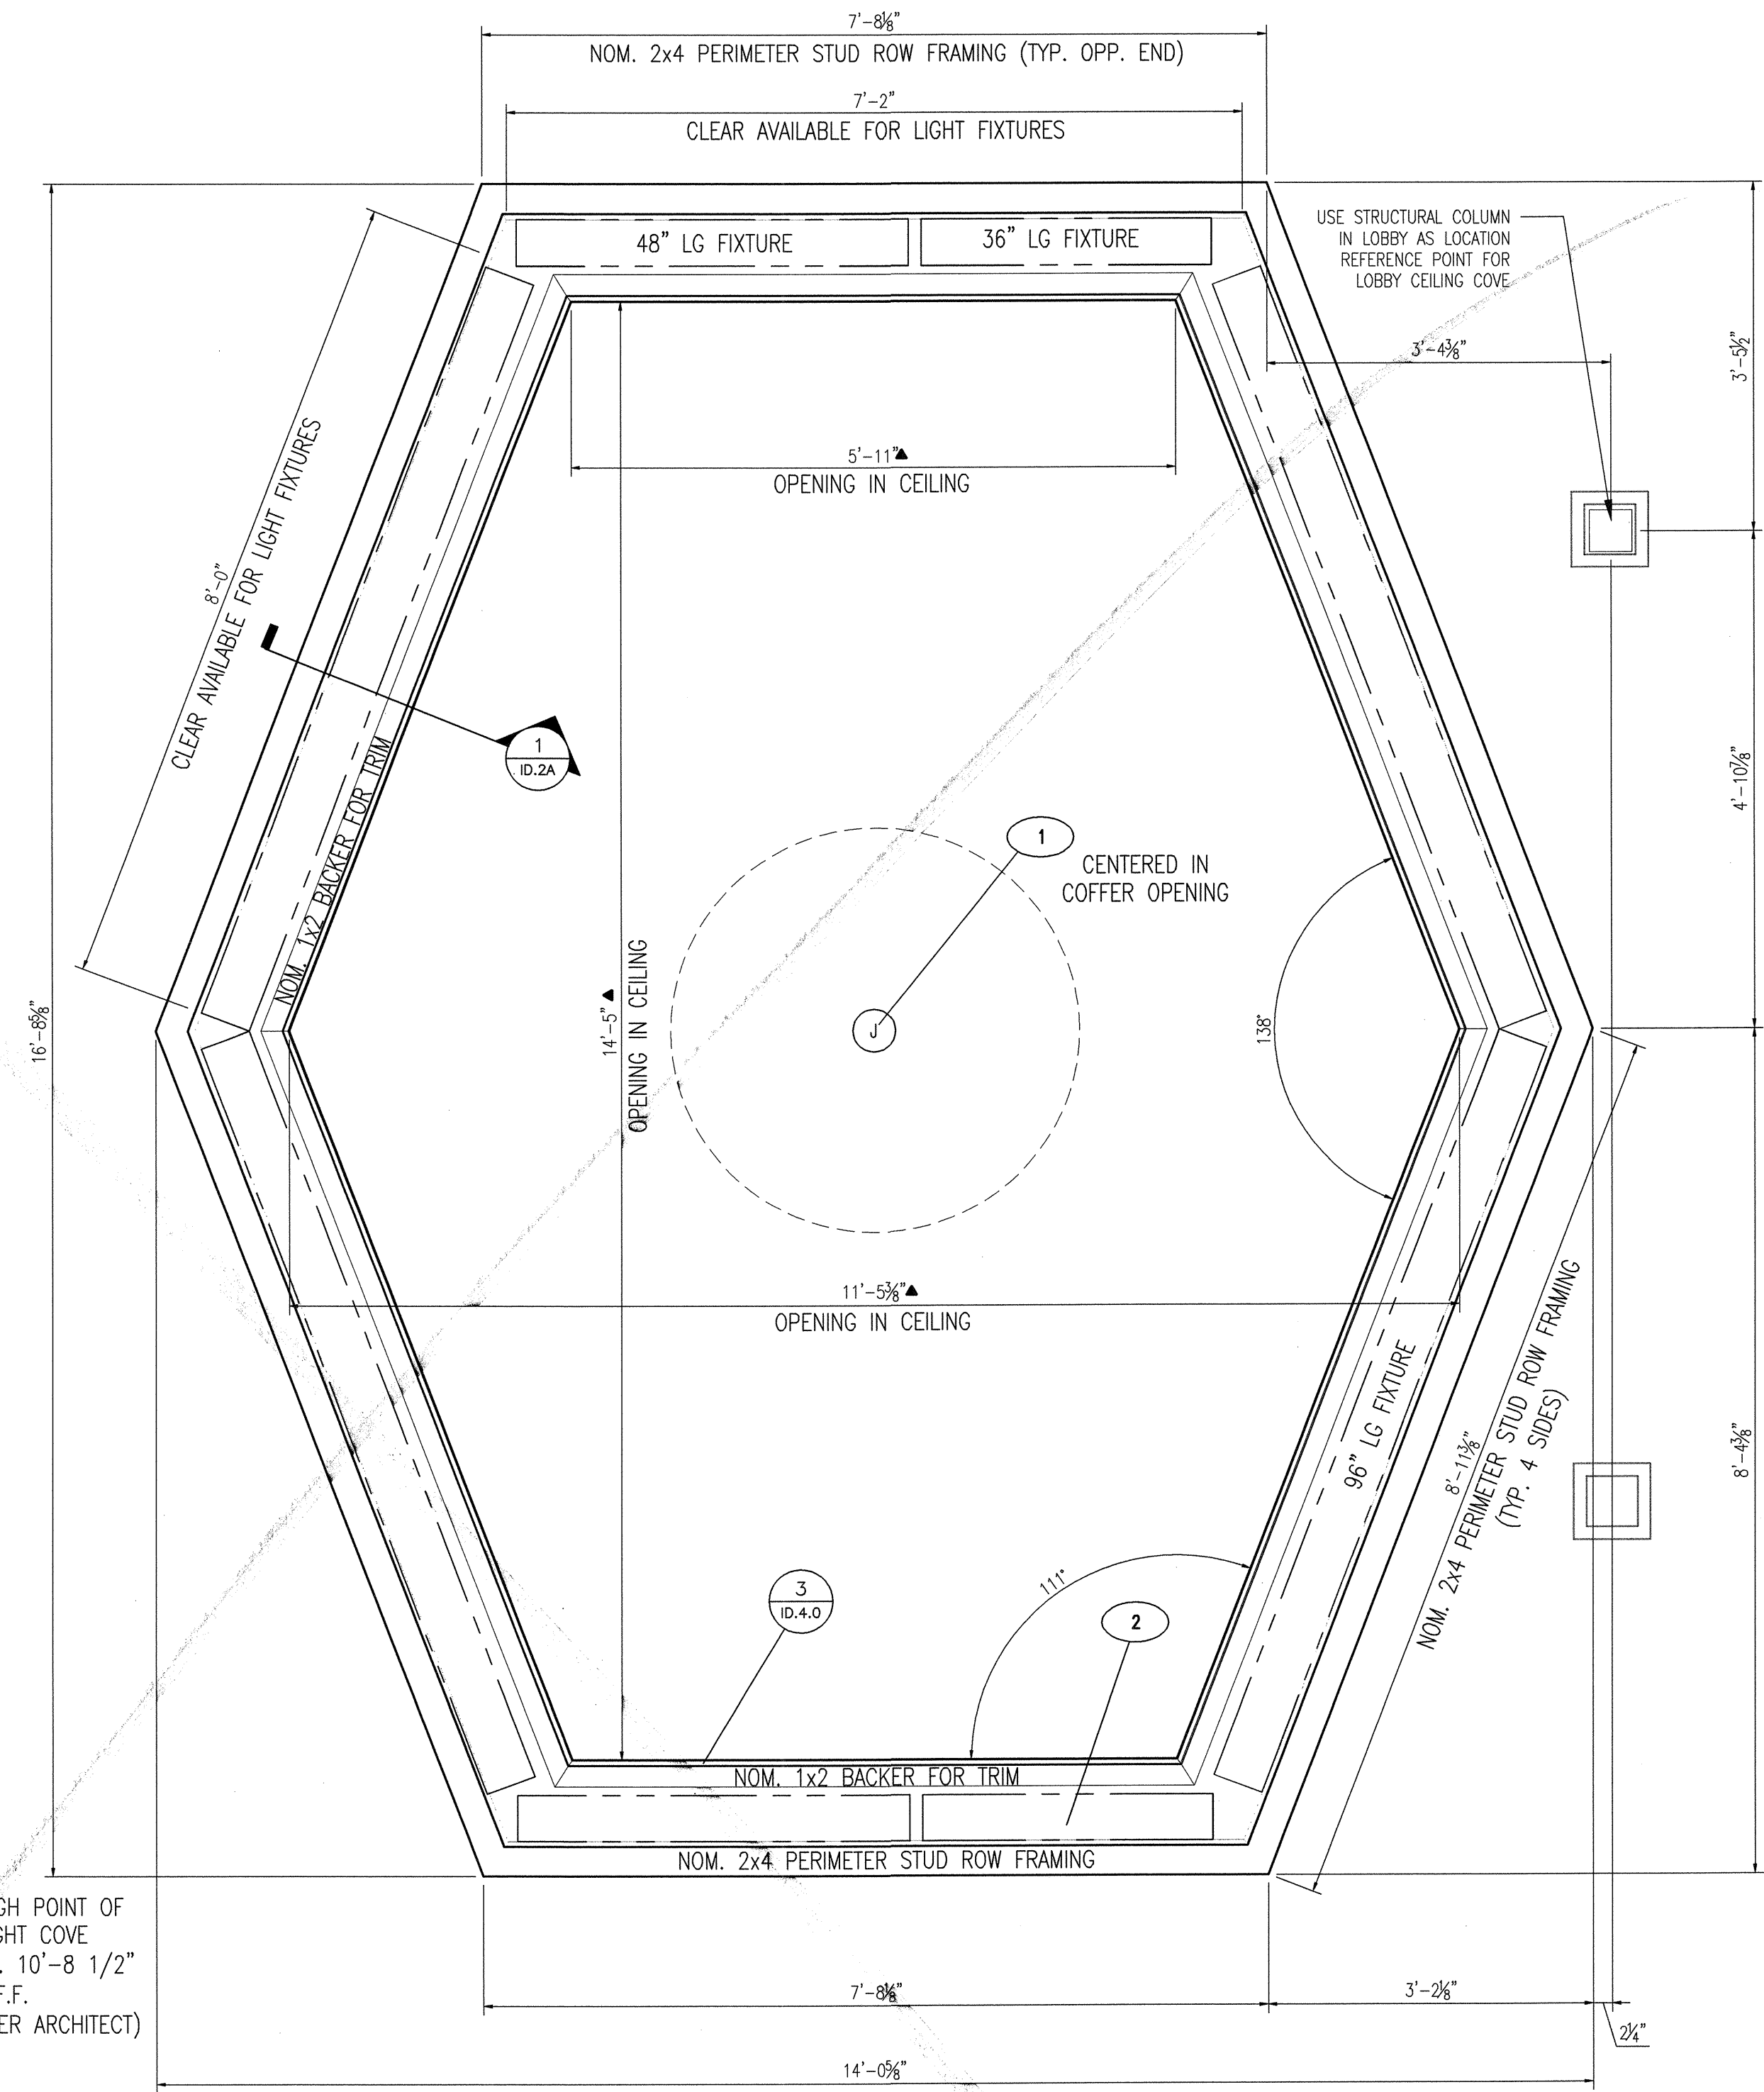 7'-8⅛"
NOM. 2x4 PERIMETER STUD ROW FRAMING (TYP. OPP. END)
7'-2"
CLEAR AVAILABLE FOR LIGHT FIXTURES
48" LG FIXTURE
36" LG FIXTURE
USE STRUCTURAL COLUMN
IN LOBBY AS LOCATION
REFERENCE POINT FOR
LOBBY CEILING COVE
3'-4⅜"
3'-5½"
5'-11"▲
OPENING IN CEILING
8'-0"
CLEAR AVAILABLE FOR LIGHT FIXTURES
1
ID.2A
NOM. 1x2 BACKER FOR TRIM
4'-10⅞"
1
CENTERED IN
COFFER OPENING
J
16'-8⅝"
14'-5"▲
OPENING IN CEILING
138°
11'-5⅜"▲
OPENING IN CEILING
96" LG FIXTURE
8'-11⅜"
NOM. 2x4 PERIMETER STUD ROW FRAMING
(TYP. 4 SIDES)
8'-4⅜"
111°
3
ID.4.0
2
NOM. 1x2 BACKER FOR TRIM
NOM. 2x4 PERIMETER STUD ROW FRAMING
GH POINT OF
GHT COVE
. 10'-8 1/2"
F.F.
ER ARCHITECT)
7'-8⅛"
3'-2⅛"
2¼"
14'-0⅝"